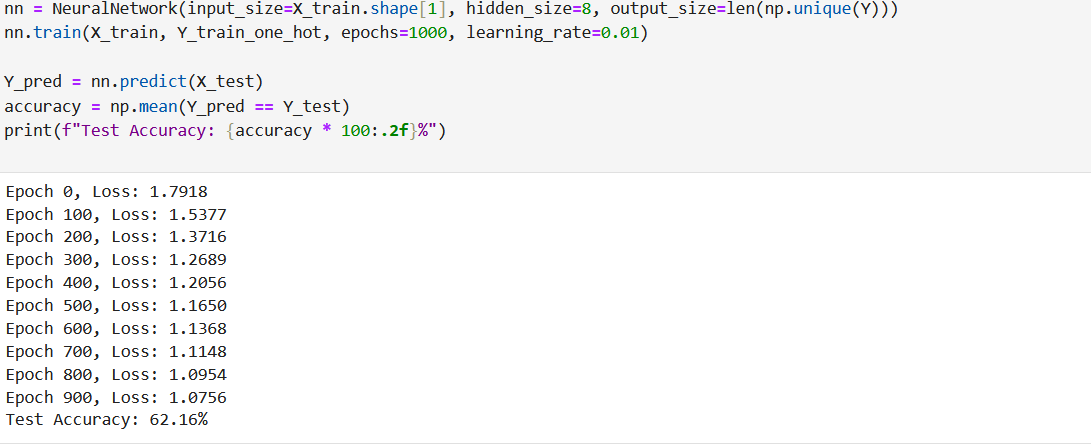 nn = NeuralNetwork(input_size=X_train.shape[1], hidden_size=8, output_size=len(np.unique(Y)))
nn.train(X_train, Y_train_one_hot, epochs=1000, learning_rate=0.01)
Y_pred = nn.predict(X_test)
accuracy = np.mean(Y_pred == Y_test)
print(f"Test Accuracy: {accuracy * 100:.2f}%")
Epoch 0, Loss: 1.7918
Epoch 100, Loss: 1.5377
Epoch 200, Loss: 1.3716
Epoch 300, Loss: 1.2689
Epoch 400, Loss: 1.2056
Epoch 500, Loss: 1.1650
Epoch 600, Loss: 1.1368
Epoch 700, Loss: 1.1148
Epoch 800, Loss: 1.0954
Epoch 900, Loss: 1.0756
Test Accuracy: 62.16%